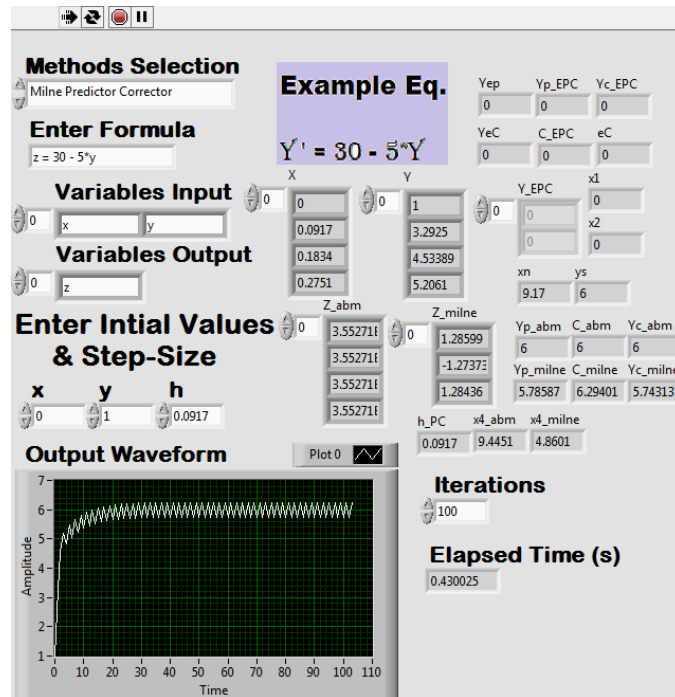 Methods Selection
Milne Predictor Corrector
Enter Formula
z = 30 - 5*y
Variables Input
0 x y
Variables Output
0 z
Enter Intial Values
& Step-Size
x y h
0 1 0.0917
Example Eq.
Y' = 30 - 5*Y
X Y
0 0 0 1
0.0917 3.2925
0.1834 4.53389
0.2751 5.2061
Z_abm Z_milne
0 3.55271E 0 1.28599
3.55271E -1.27373
3.55271E 1.28436
3.55271E
Yep Yp_EPC Yc_EPC
0 0 0
YeC C_EPC eC
0 0 0
Y_EPC x1
0 0 0
0 x2
0
xn ys
9.17 6
Yp_abm C_abm Yc_abm
6 6 6
Yp_milne C_milne Yc_milne
5.78587 6.29401 5.74313
h_PC x4_abm x4_milne
0.0917 9.4451 4.8601
Output Waveform
Plot 0
Amplitude
7
6
5
4
3
2
1
0 10 20 30 40 50 60 70 80 90 100 110
Time
Iterations
100
Elapsed Time (s)
0.430025